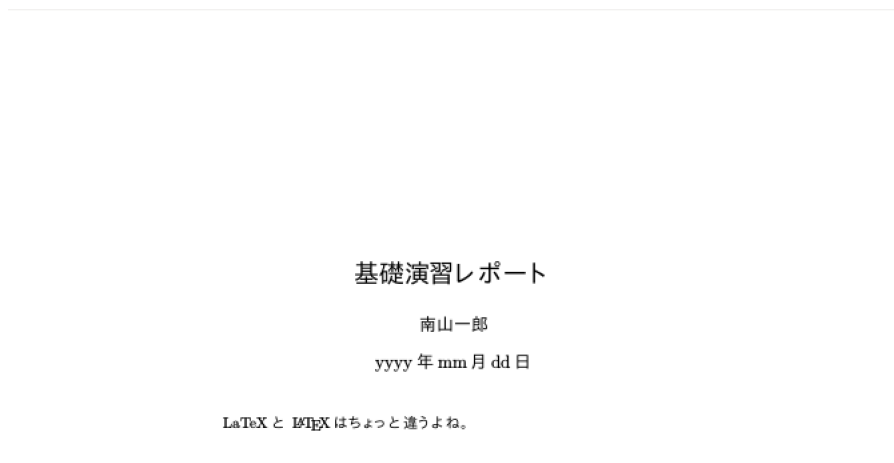 基礎演習レポート
南山一郎
yyyy 年 mm 月 dd 日
LaTeX と LATEX はちょっと違うよね。